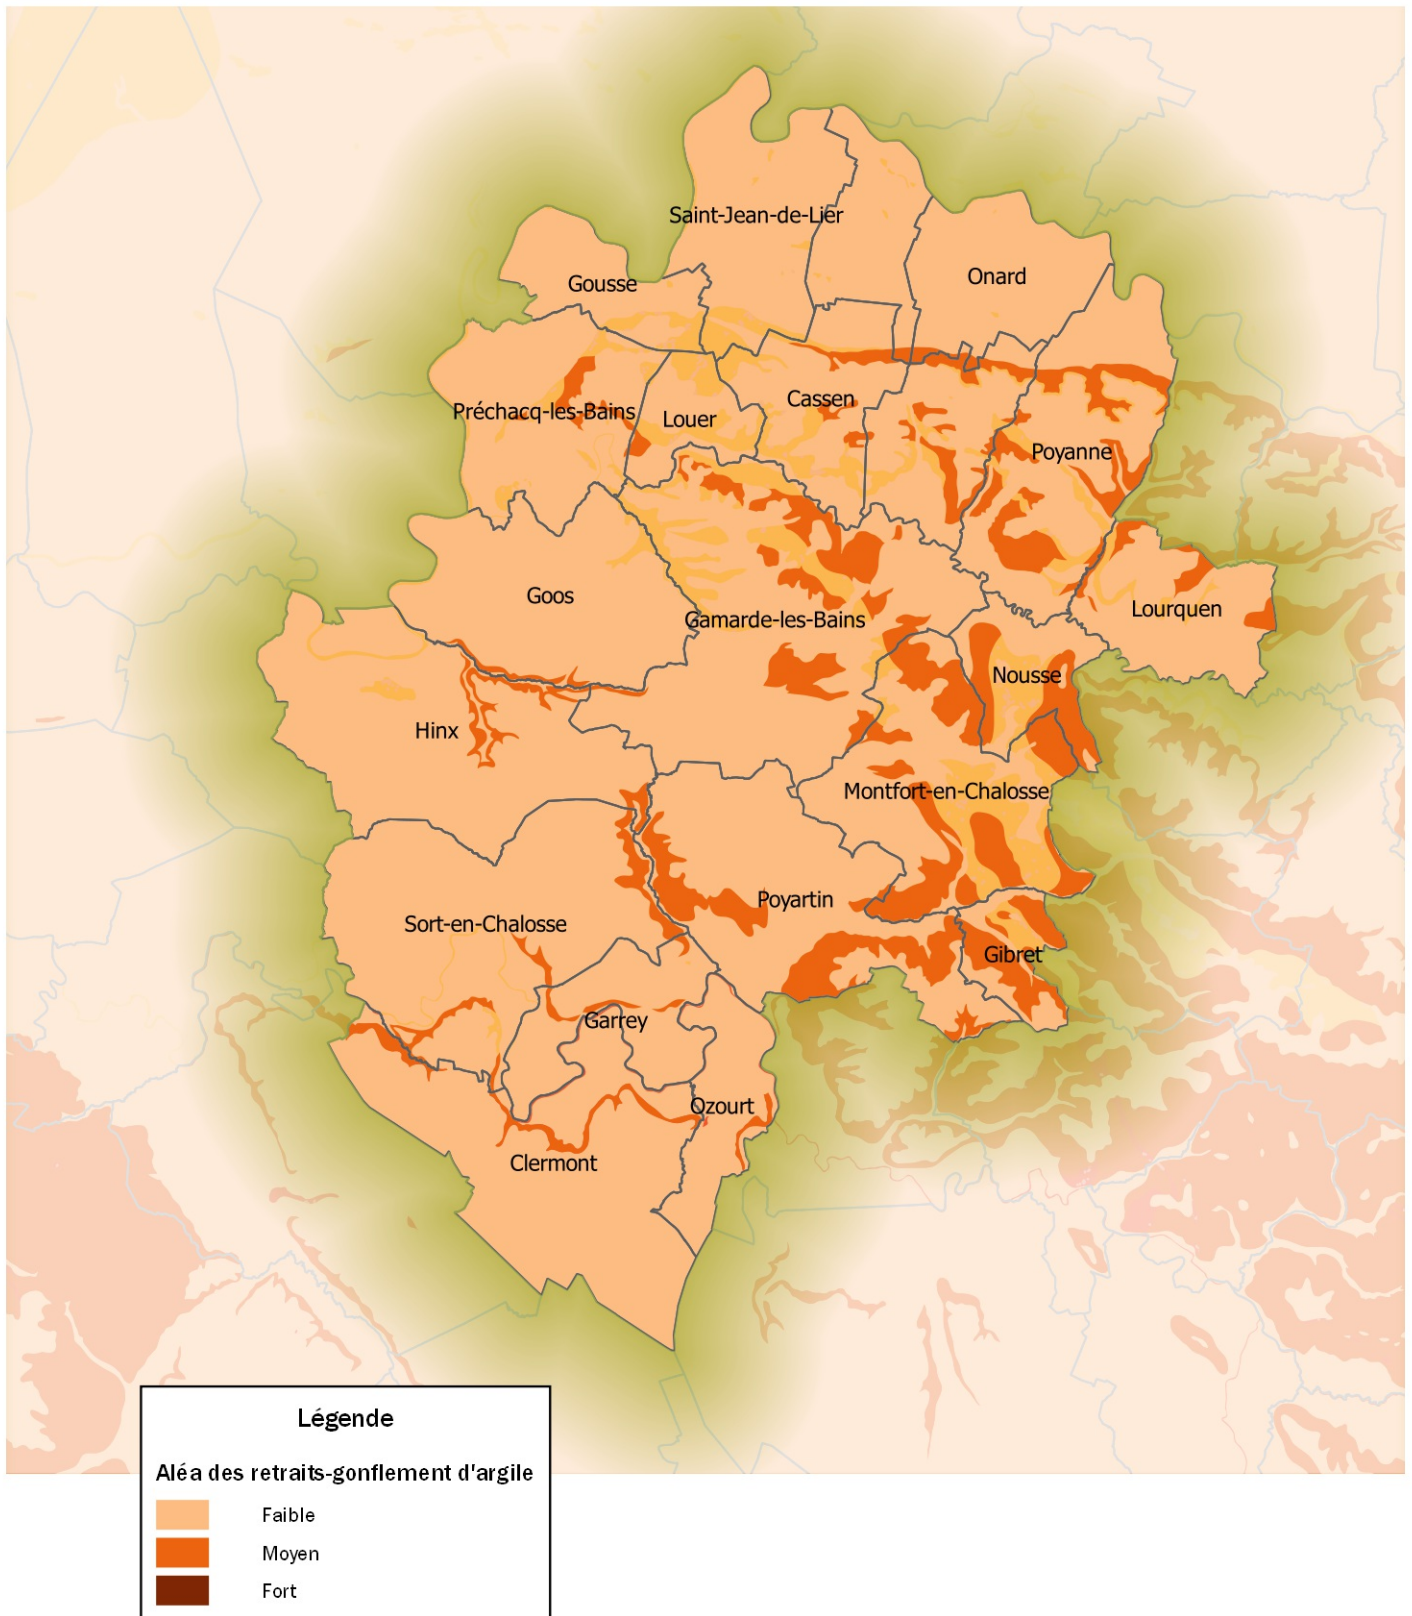 Saint-Jean-de-Lier
Gousse
Onard
Cassen
Préchacq-les-Bains
Louer
Poyanne
Goos
Lourquen
Gamarde-les-Bains
Nousse
Hinx
Montfort-en-Chalosse
Poyartin
Sort-en-Chalosse
Gibret
Garrey
Ozourt
Clermont
Légende
Aléa des retraits-gonflement d'argile
Faible
Moyen
Fort